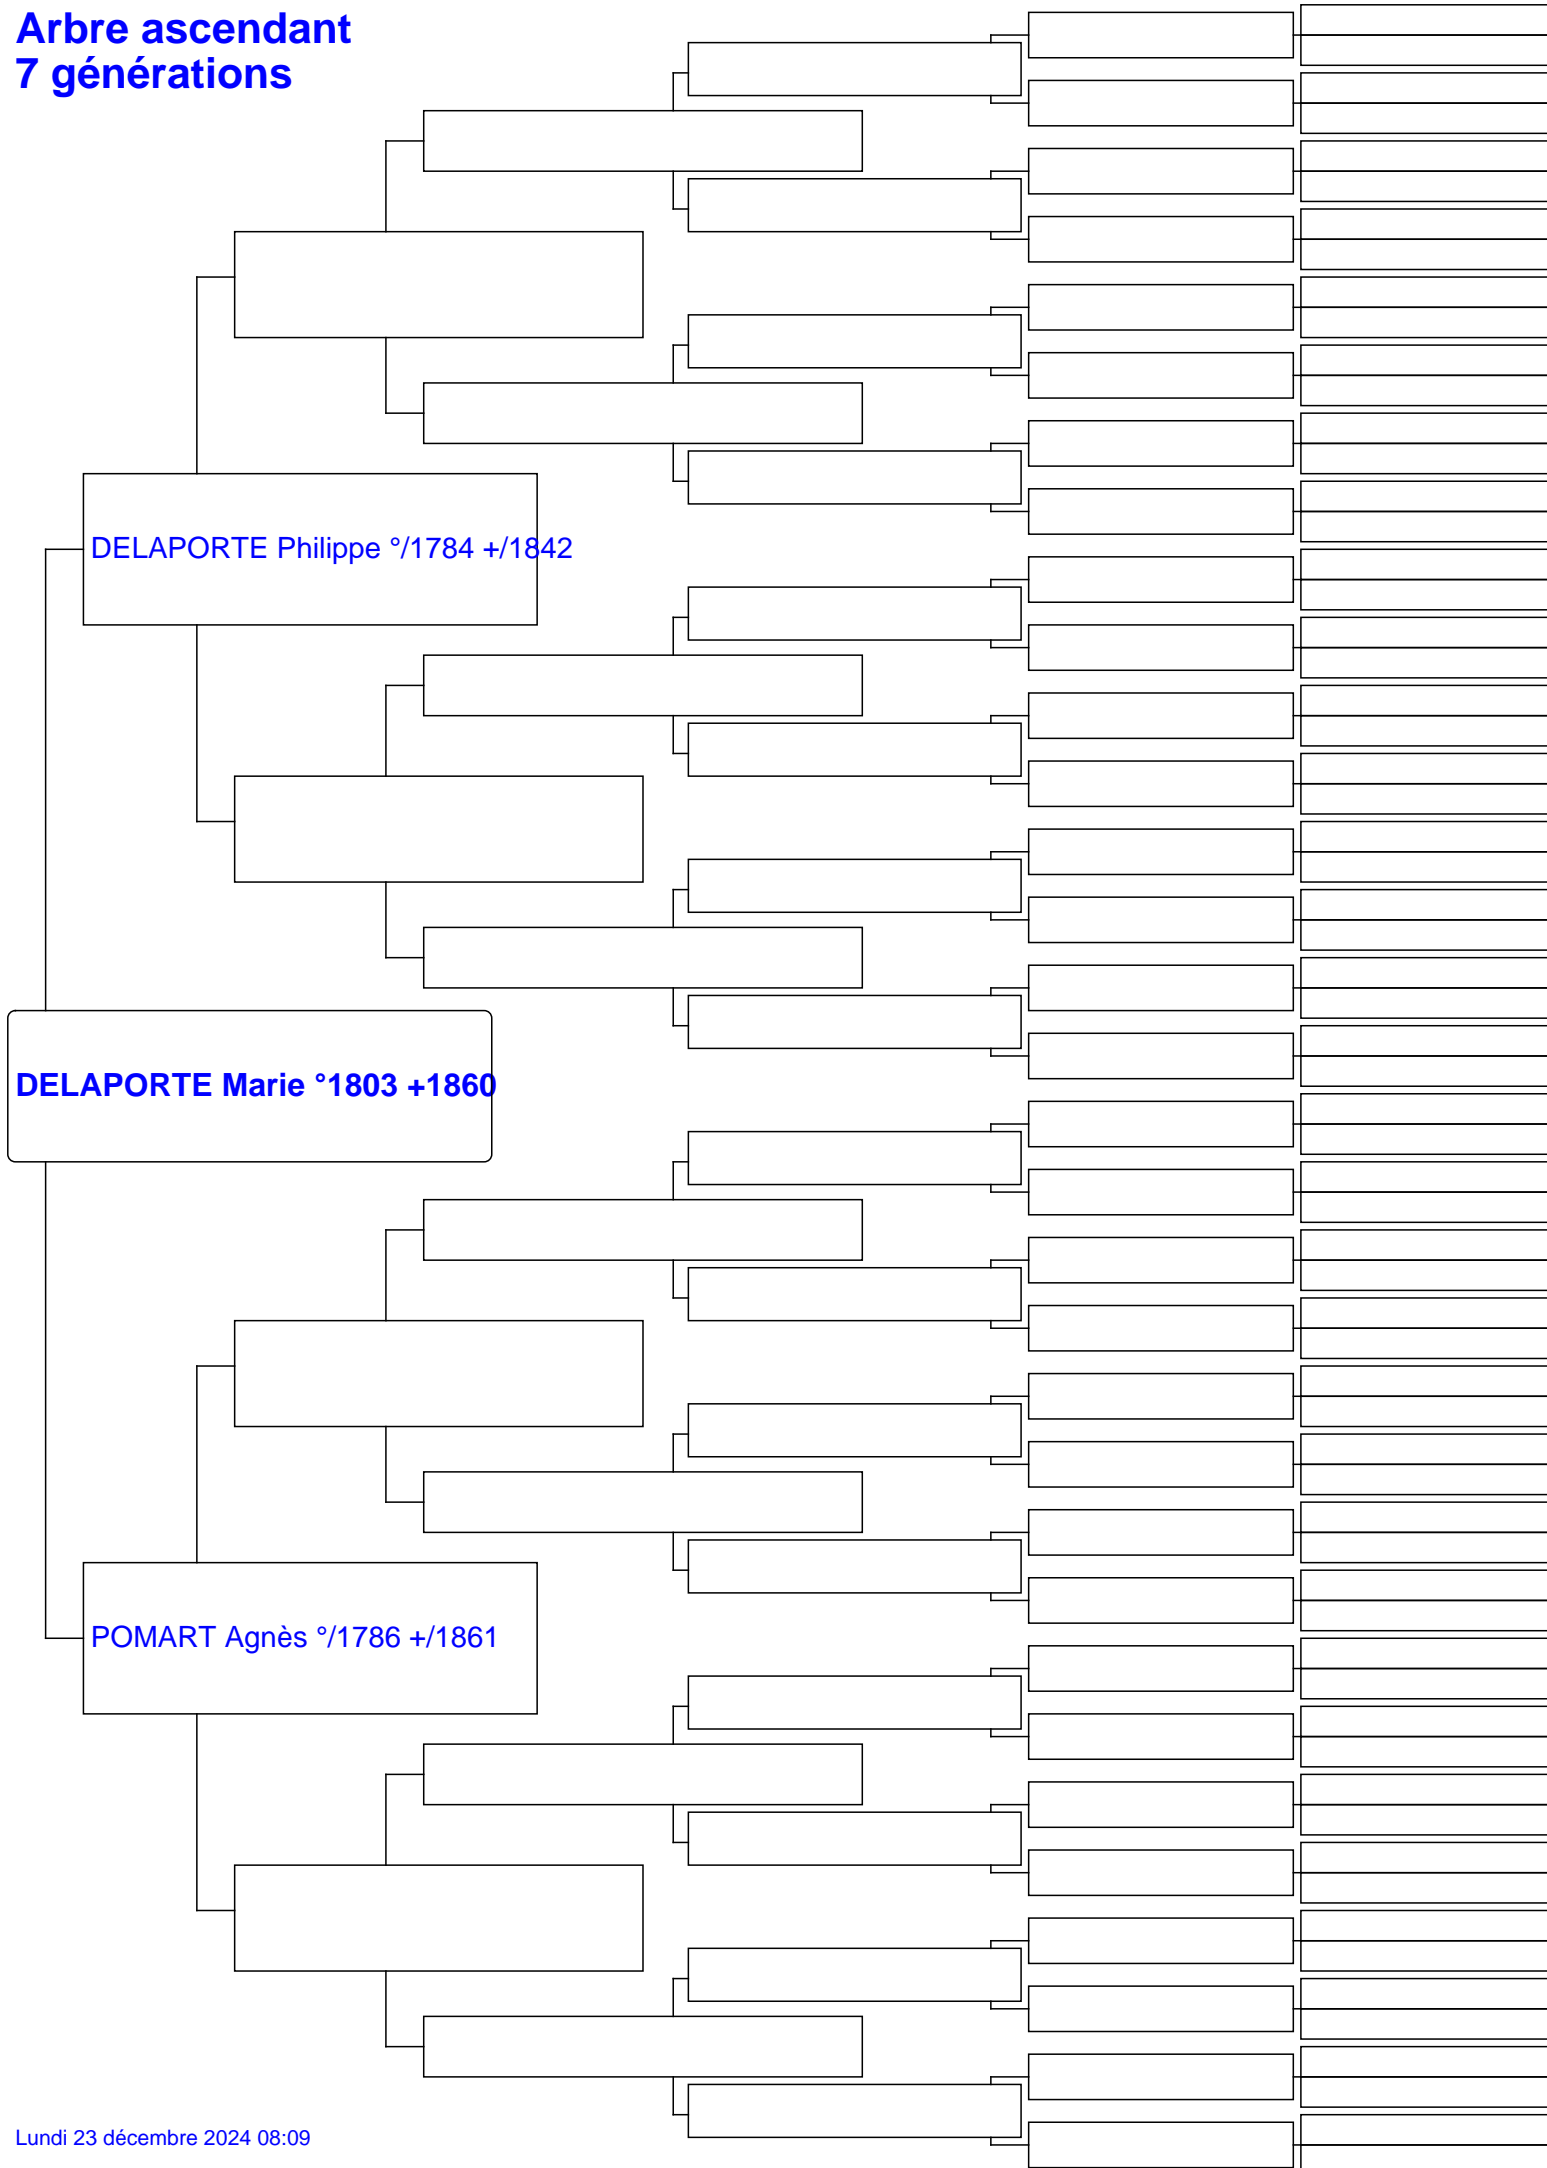 Arbre ascendant
7 générations
DELAPORTE Philippe °/1784 +/1842
DELAPORTE Marie °1803 +1860
POMART Agnès °/1786 +/1861
Lundi 23 décembre 2024 08:09